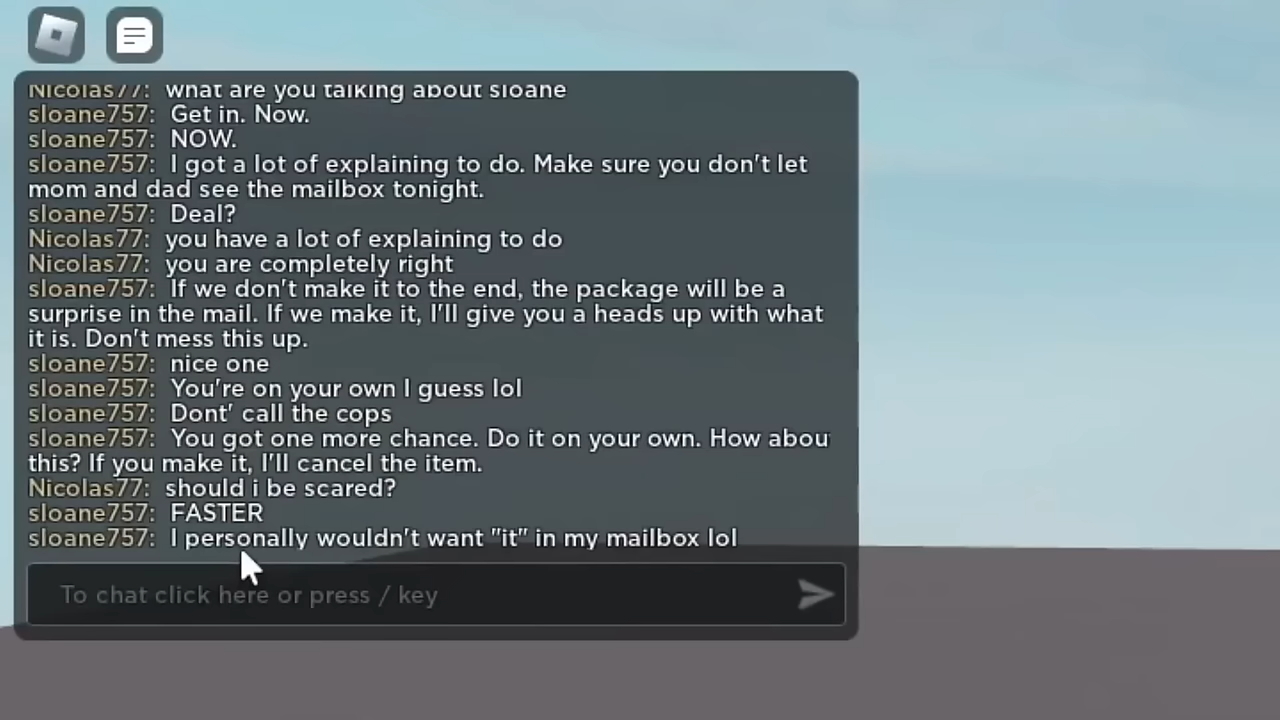 Nicolas77: what are you talking about sloane
sloane757: Get in. Now.
sloane757: NOW.
sloane757: I got a lot of explaining to do. Make sure you don't let
mom and dad see the mailbox tonight.
sloane757: Deal?
Nicolas77: you have a lot of explaining to do
Nicolas77: you are completely right
sloane757: If we don't make it to the end, the package will be a
surprise in the mail. If we make it, I'll give you a heads up with what
it is. Don't mess this up.
sloane757: nice one
sloane757: You're on your own I guess lol
sloane757: Dont' call the cops
sloane757: You got one more chance. Do it on your own. How abou
this? If you make it, I'll cancel the item.
Nicolas77: should i be scared?
sloane757: FASTER
sloane757: I personally wouldn't want "it" in my mailbox lol
To chat click here or press / key